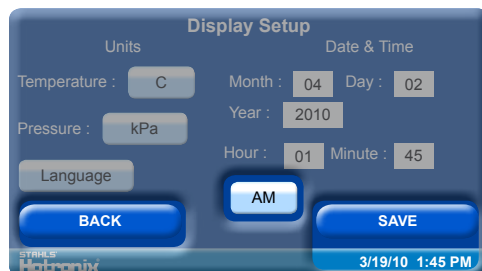 Display Setup
Units
Date & Time
Temperature : C
Month : 04 Day : 02
Year : 2010
Pressure : kPa
Hour : 01 Minute : 45
Language
AM
BACK
SAVE
STAHLS'
Hotronix
3/19/10 1:45 PM